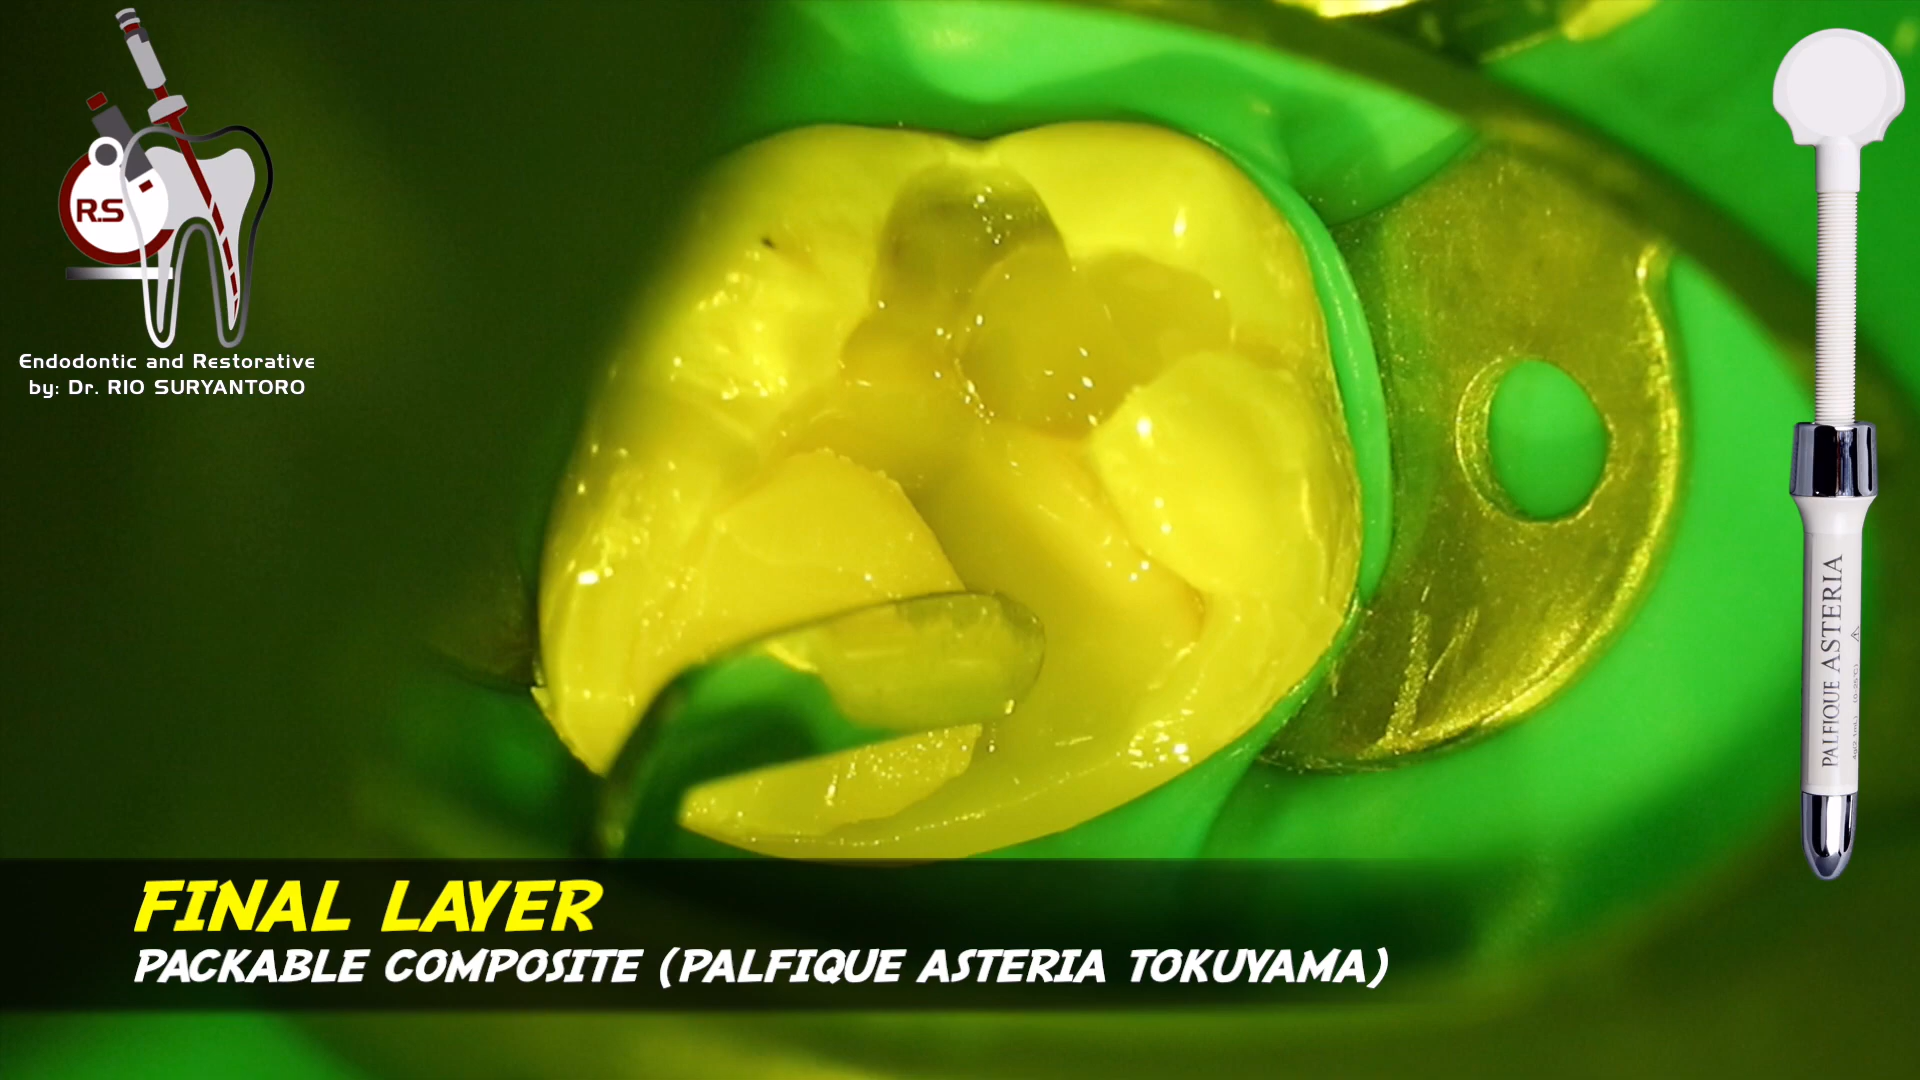 R.S
Endodontic and Restorative
by: Dr. RIO SURYANTORO
PALFIQUE ASTERIA
FINAL LAYER
PACKABLE COMPOSITE (PALFIQUE ASTERIA TOKUYAMA)